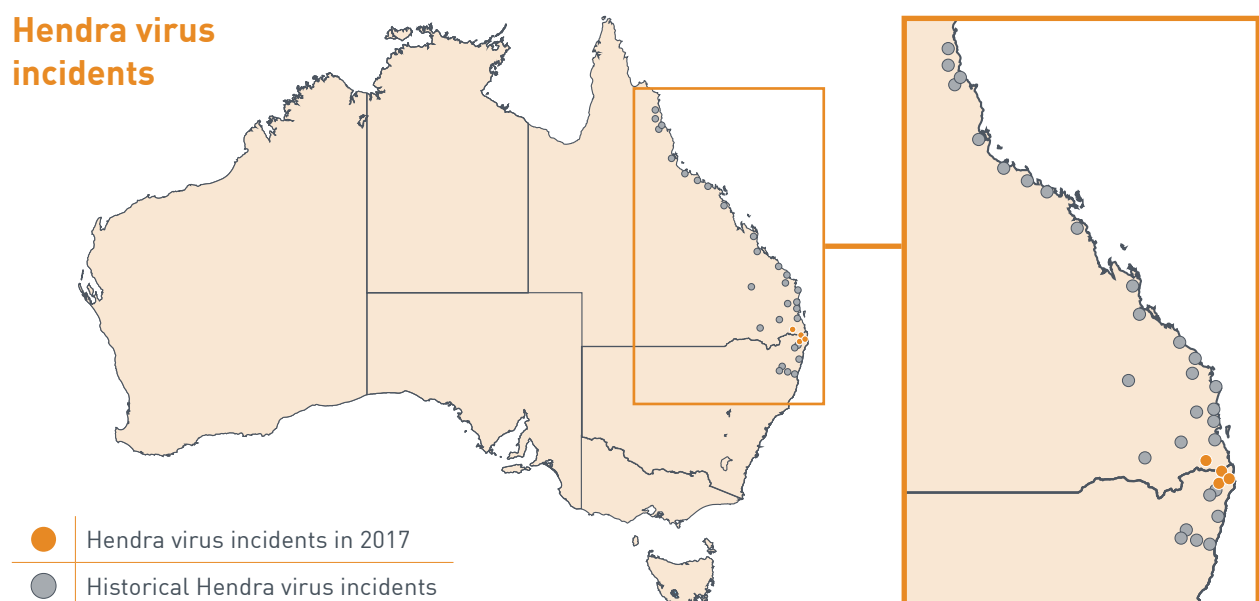 Hendra virus
incidents
Hendra virus incidents in 2017
Historical Hendra virus incidents